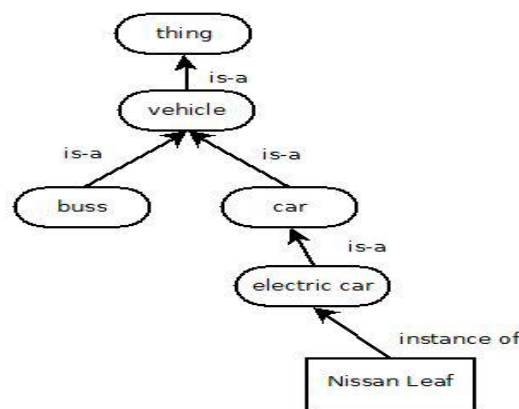 thing
is-a
vehicle
is-a
is-a
buss
car
is-a
electric car
instance of
Nissan Leaf